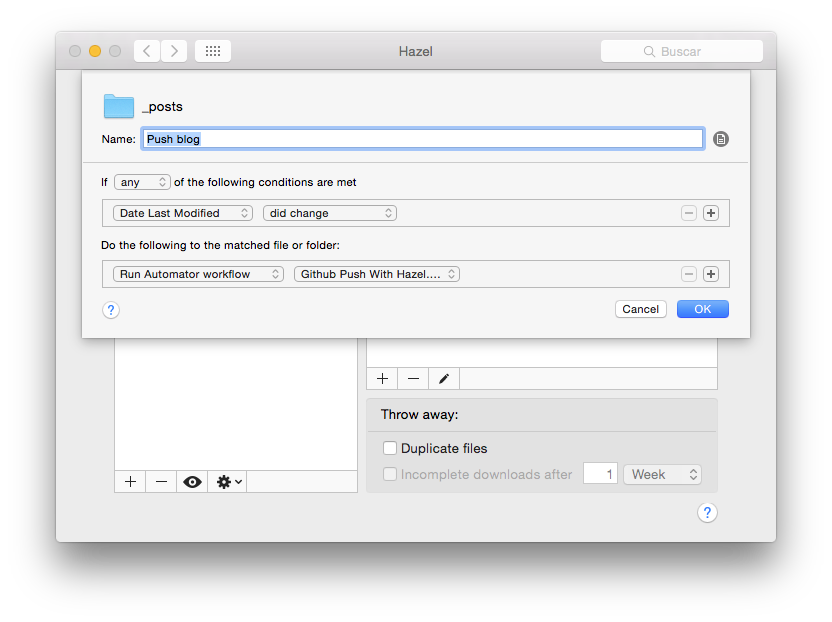 Hazel
Buscar
_posts
Name: Push blog
If any of the following conditions are met
Date Last Modified did change
Do the following to the matched file or folder:
Run Automator workflow Github Push With Hazel....
? Cancel OK
Throw away:
Duplicate files
Incomplete downloads after 1 Week
?